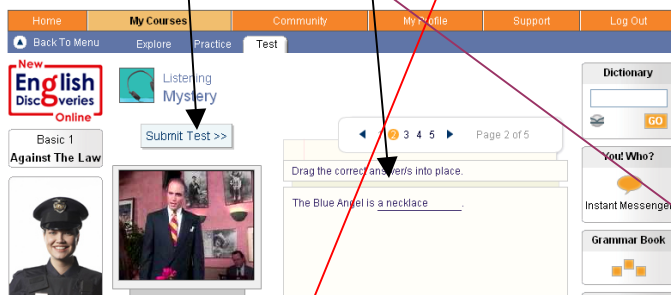 Home My Courses Community My Profile Support Log Out
Back To Menu Explore Practice Test
New
English
Discoveries
Online
Listening
Mystery
Basic 1
Against The Law
Submit Test >>
2 3 4 5 Page 2 of 5
Drag the correct answer/s into place.
The Blue Angel is a necklace .
Dictionary
GO
You! Who?
Instant Messenger
Grammar Book